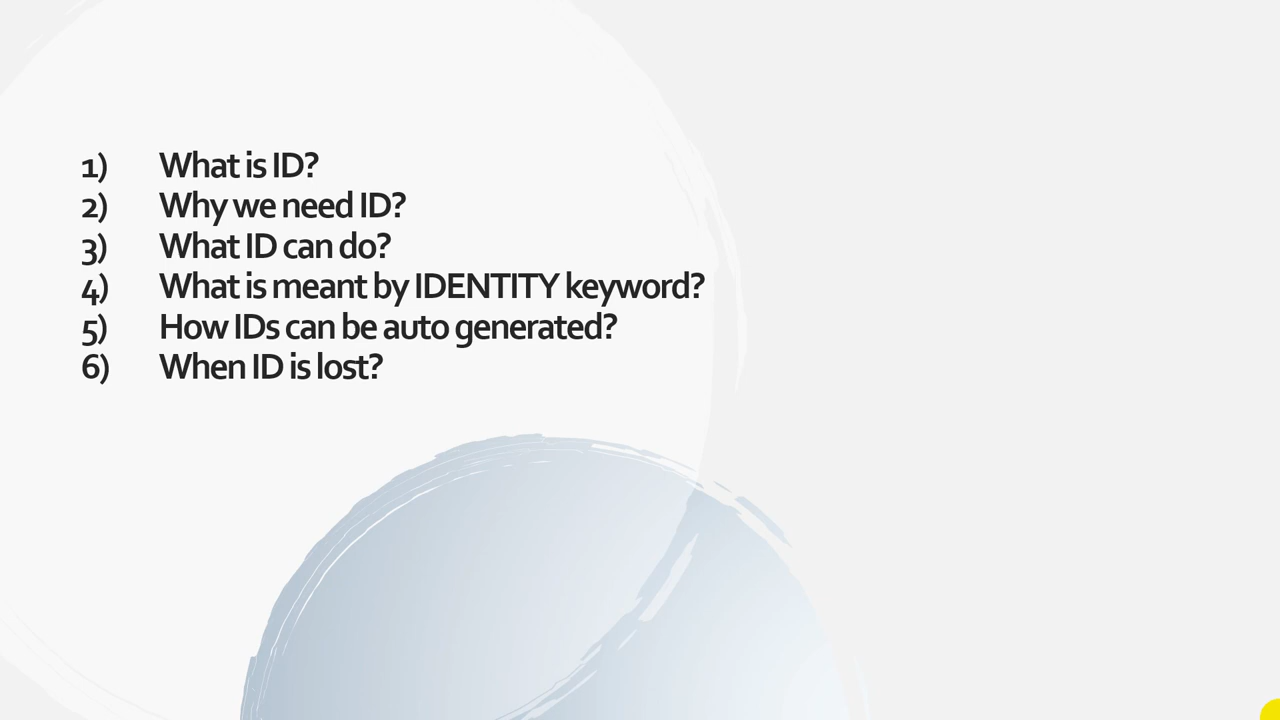 1) What is ID?
2) Why we need ID?
3) What ID can do?
4) What is meant by IDENTITY keyword?
5) How IDs can be auto generated?
6) When ID is lost?